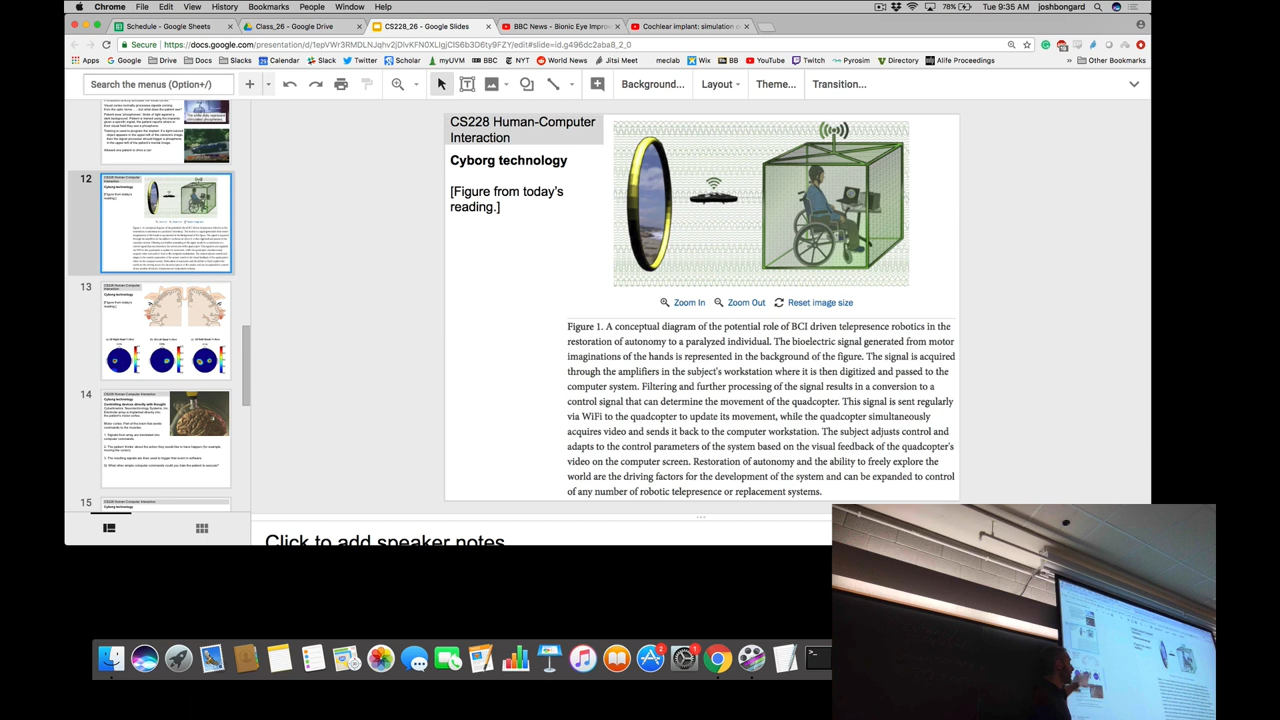 Chrome File Edit View History Bookmarks People Window Help
78% Tue 9:35 AM joshbongard
Schedule - Google Sheets
Class_26 - Google Drive
CS228_26 - Google Slides
BBC News - Bionic Eye Improv
Cochlear implant: simulation o
Secure https://docs.google.com/presentation/d/1epVWr3RMDLNJqhv2jDIvKFN0XLIgjClS6b3D6ty9FZY/edit#slide=id.g496dc2aba8_2_0
Apps Google Drive Docs Slacks Calendar Slack Twitter Scholar myUVM BBC NYT World News Jitsi Meet meclab Wix BB YouTube Twitch Pyrosim Directory Alife Proceedings Other Bookmarks
Search the menus (Option+/)
Background... Layout Theme... Transition...
12
13
14
15
CS228 Human-Computer
Interaction
Cyborg technology
[Figure from today's
reading.]
Zoom In Zoom Out Reset image size
Figure 1. A conceptual diagram of the potential role of BCI driven telepresence robotics in the
restoration of autonomy to a paralyzed individual. The bioelectric signal generated from motor
imaginations of the hands is represented in the background of the figure. The signal is acquired
through the amplifiers in the subject's workstation where it is then digitized and passed to the
computer system. Filtering and further processing of the signal results in a conversion to a
control signal that can determine the movement of the quadcopter. This signal is sent regularly
via WiFi to the quadcopter to update its movement, while the quadcopter simultaneously
acquires video and sends it back to the computer workstation. The subject adjusts control and
adapts to the control parameters of the system based on the visual feedback of the quadcopter's
video on the computer screen. Restoration of autonomy and the ability to freely explore the
world are the driving factors for the development of the system and can be expanded to control
of any number of robotic telepresence or replacement systems.
Click to add speaker notes